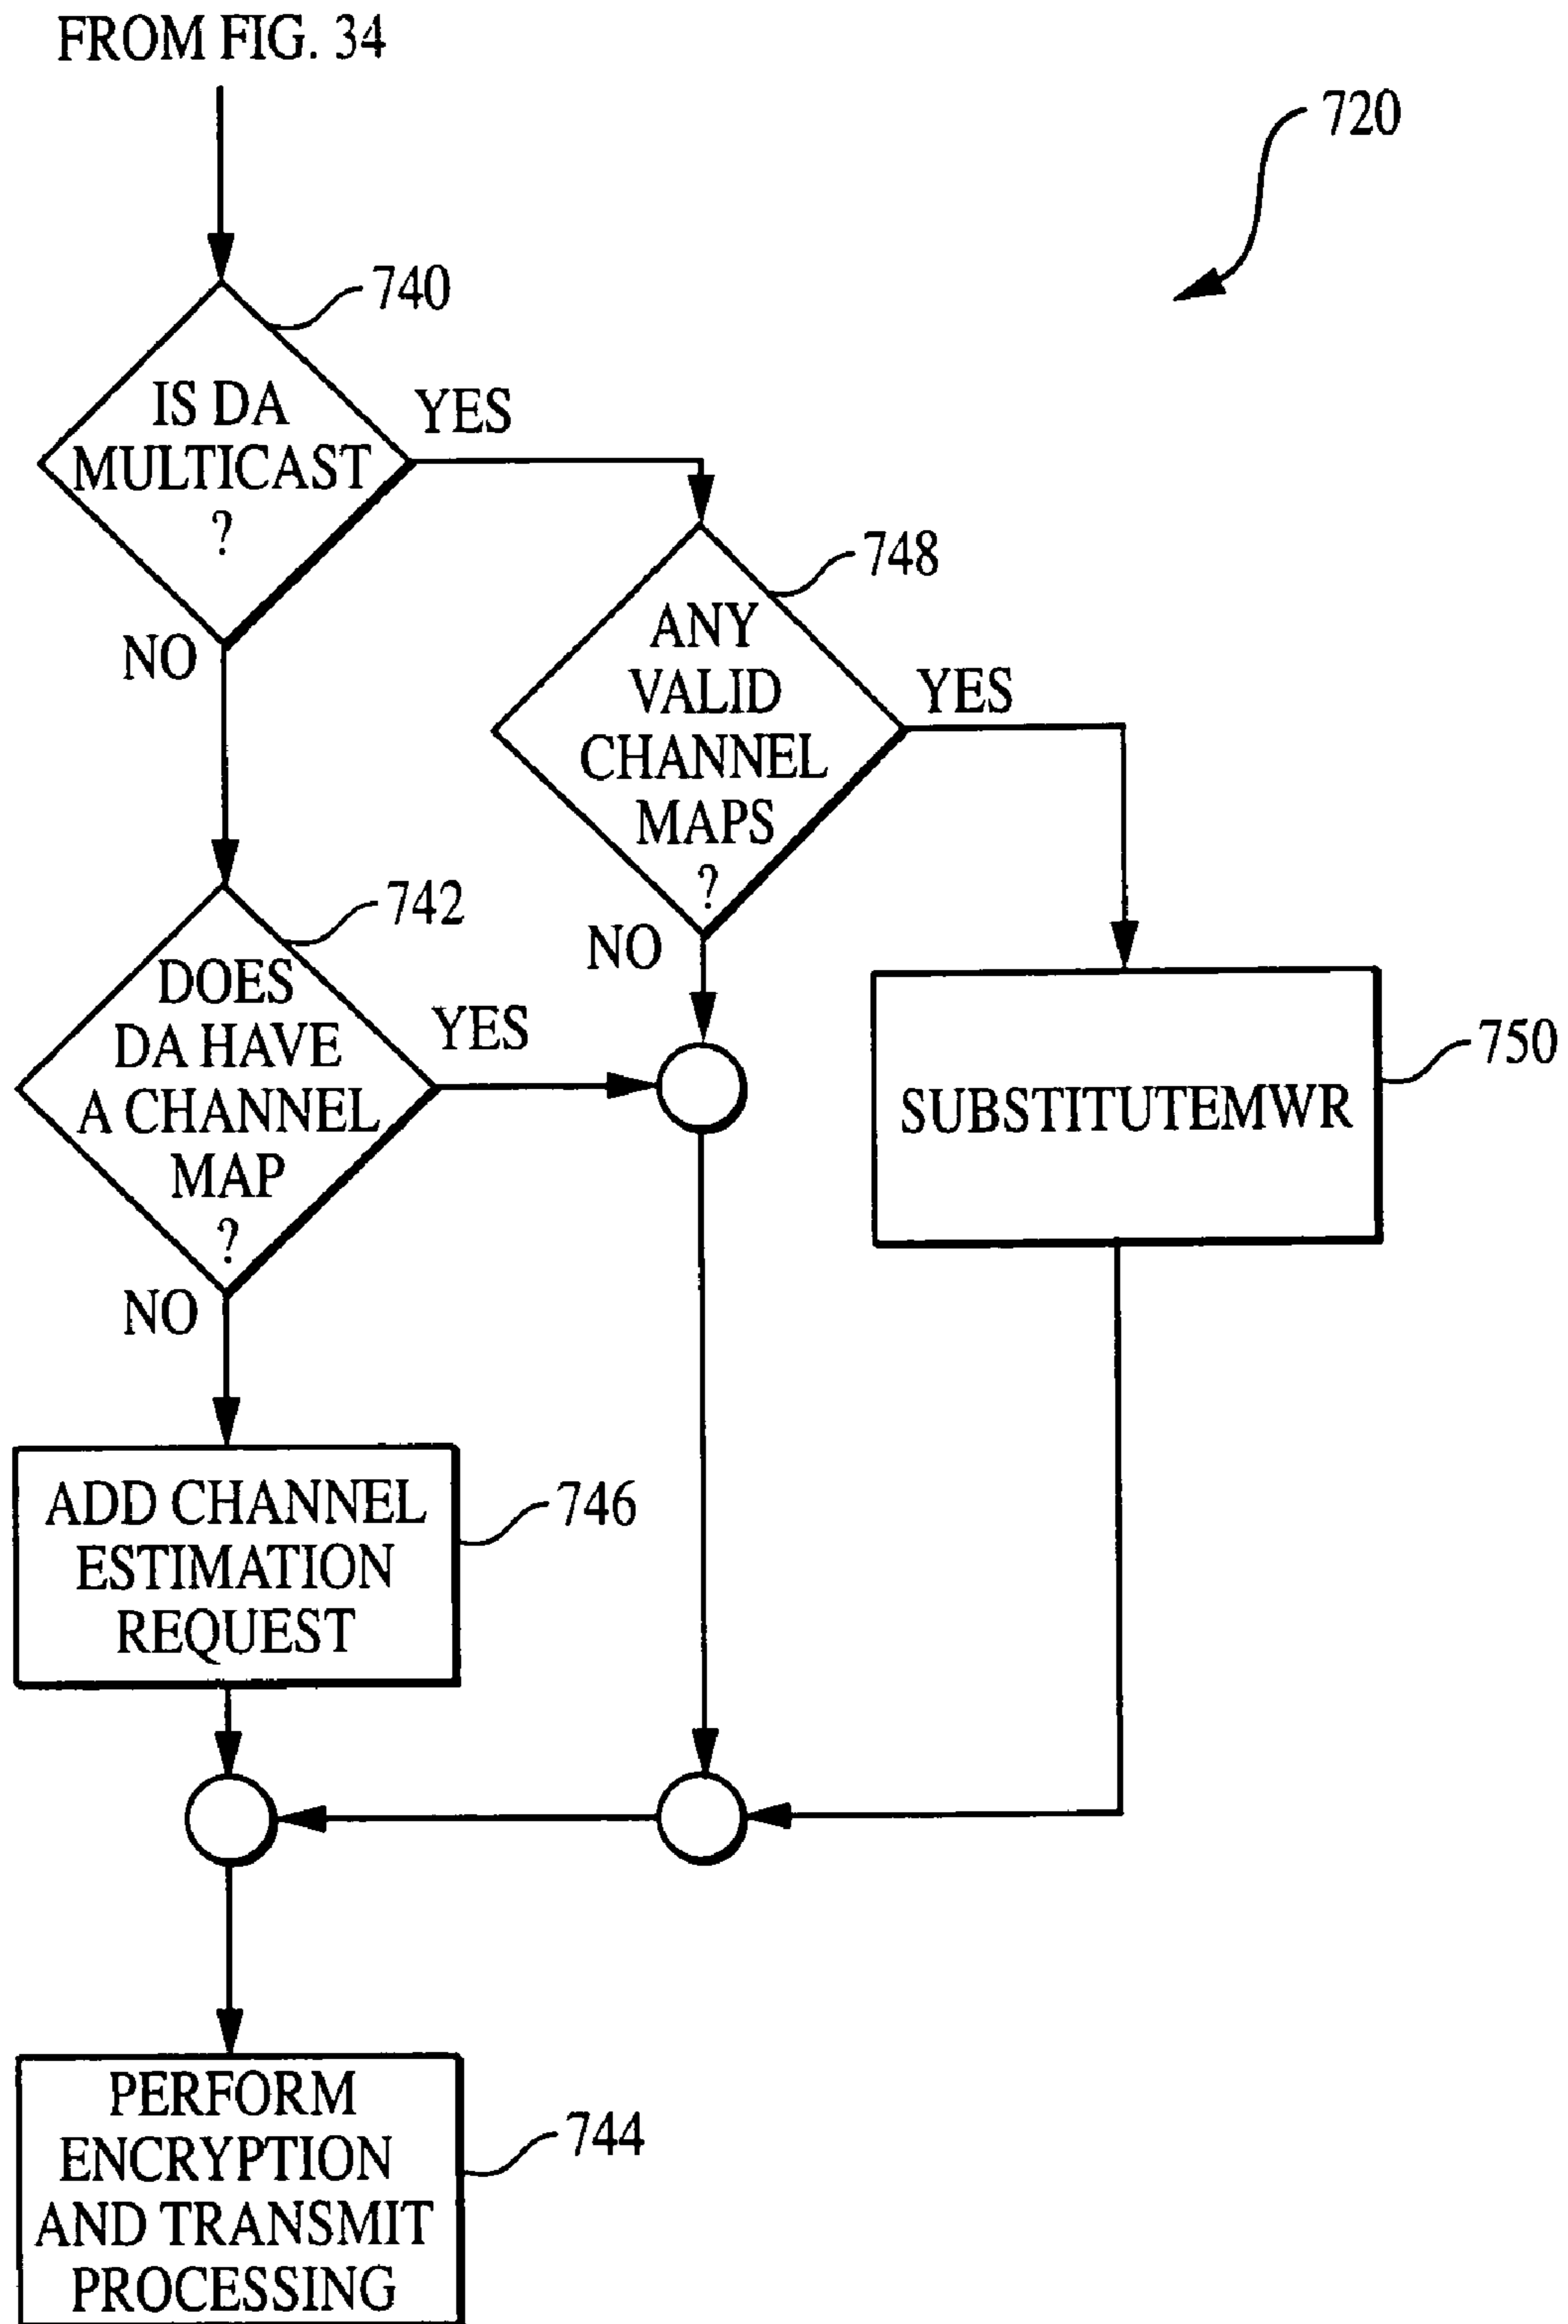 FROM FIG. 34
720
740
IS DA
MULTICAST
?
YES
NO
748
ANY
VALID
CHANNEL
MAPS
?
YES
NO
742
DOES
DA HAVE
A CHANNEL
MAP
?
YES
NO
SUBSTITUTEMWR
750
ADD CHANNEL
ESTIMATION
REQUEST
746
PERFORM
ENCRYPTION
AND TRANSMIT
PROCESSING
744